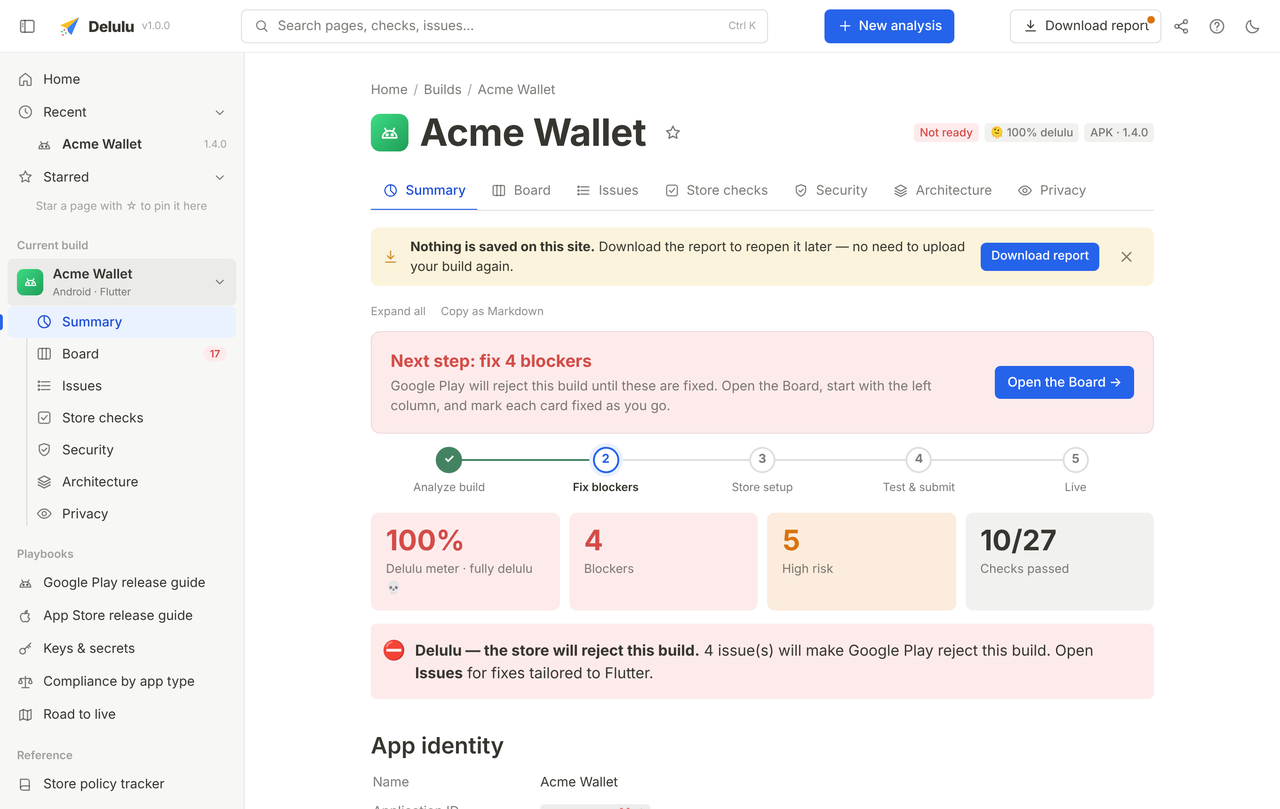 Delulu v1.0.0
Search pages, checks, issues... Ctrl K
New analysis
Download report
Home
Recent
Acme Wallet 1.4.0
Starred
Star a page with ☆ to pin it here
Current build
Acme Wallet
Android · Flutter
Summary
Board 17
Issues
Store checks
Security
Architecture
Privacy
Playbooks
Google Play release guide
App Store release guide
Keys & secrets
Compliance by app type
Road to live
Reference
Store policy tracker
Home / Builds / Acme Wallet
Acme Wallet
Not ready 🤔 100% delulu APK · 1.4.0
Summary Board Issues Store checks Security Architecture Privacy
Nothing is saved on this site. Download the report to reopen it later — no need to upload
your build again.
Download report
Expand all Copy as Markdown
Next step: fix 4 blockers
Google Play will reject this build until these are fixed. Open the Board, start with the left
column, and mark each card fixed as you go.
Open the Board →
2 3 4 5
Analyze build Fix blockers Store setup Test & submit Live
100%
Delulu meter · fully delulu
💀
4
Blockers
5
High risk
10/27
Checks passed
Delulu — the store will reject this build. 4 issue(s) will make Google Play reject this build. Open
Issues for fixes tailored to Flutter.
App identity
Name Acme Wallet